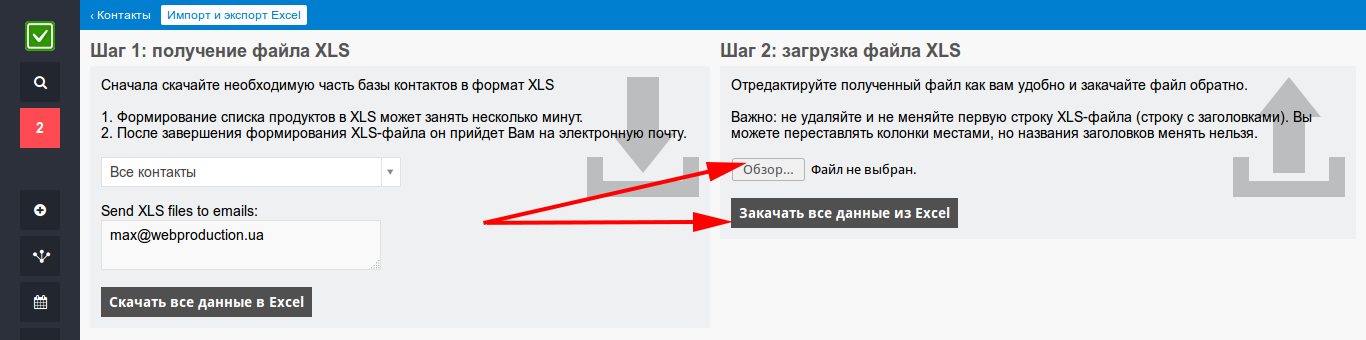 ‹ Контакты Импорт и экспорт Excel
2
Шаг 1: получение файла XLS
Сначала скачайте необходимую часть базы контактов в формат XLS
1. Формирование списка продуктов в XLS может занять несколько минут.
2. После завершения формирования XLS-файла он прийдет Вам на электронную почту.
Все контакты
Send XLS files to emails:
max@webproduction.ua
Скачать все данные в Excel
Шаг 2: загрузка файла XLS
Отредактируйте полученный файл как вам удобно и закачайте файл обратно.
Важно: не удаляйте и не меняйте первую строку XLS-файла (строку с заголовками). Вы
можете переставлять колонки местами, но названия заголовков менять нельзя.
Обзор... Файл не выбран.
Закачать все данные из Excel